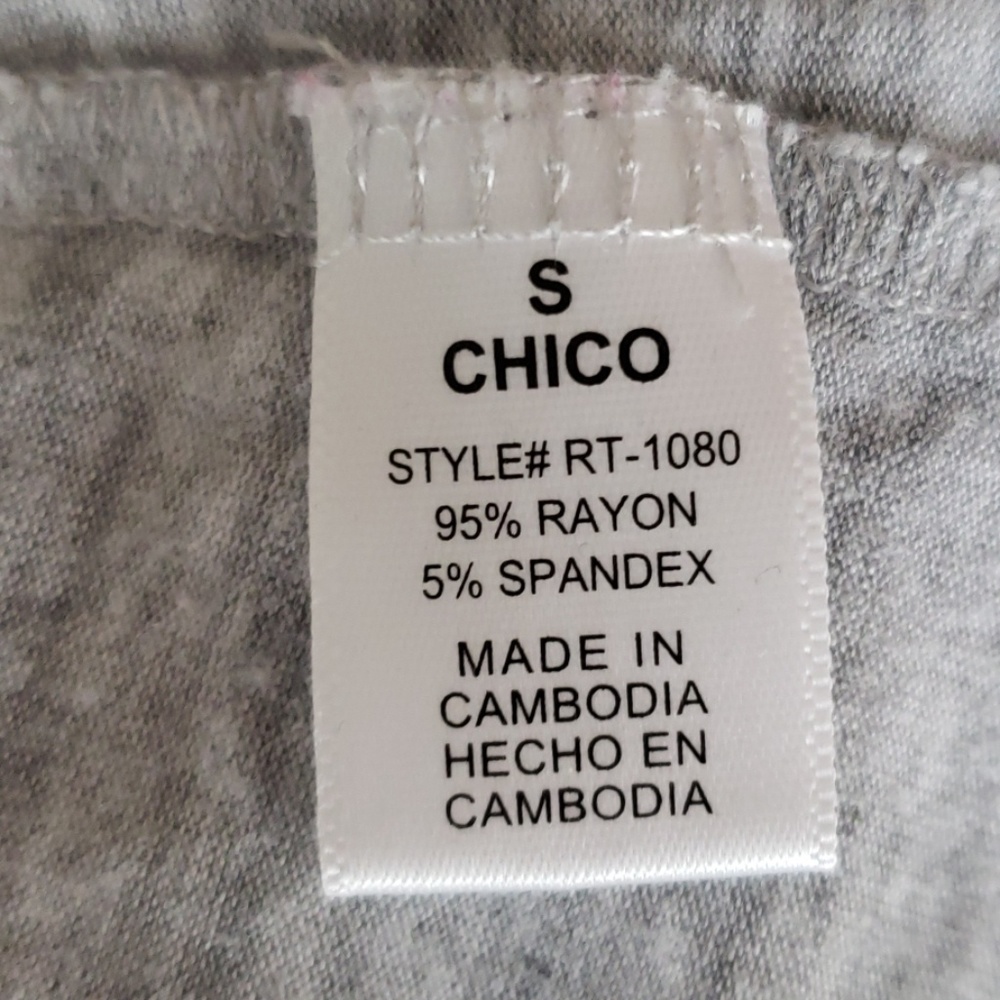 S
CHICO
STYLE# RT-1080
95% RAYON
5% SPANDEX
MADE IN
CAMBODIA
HECHO EN
CAMBODIA